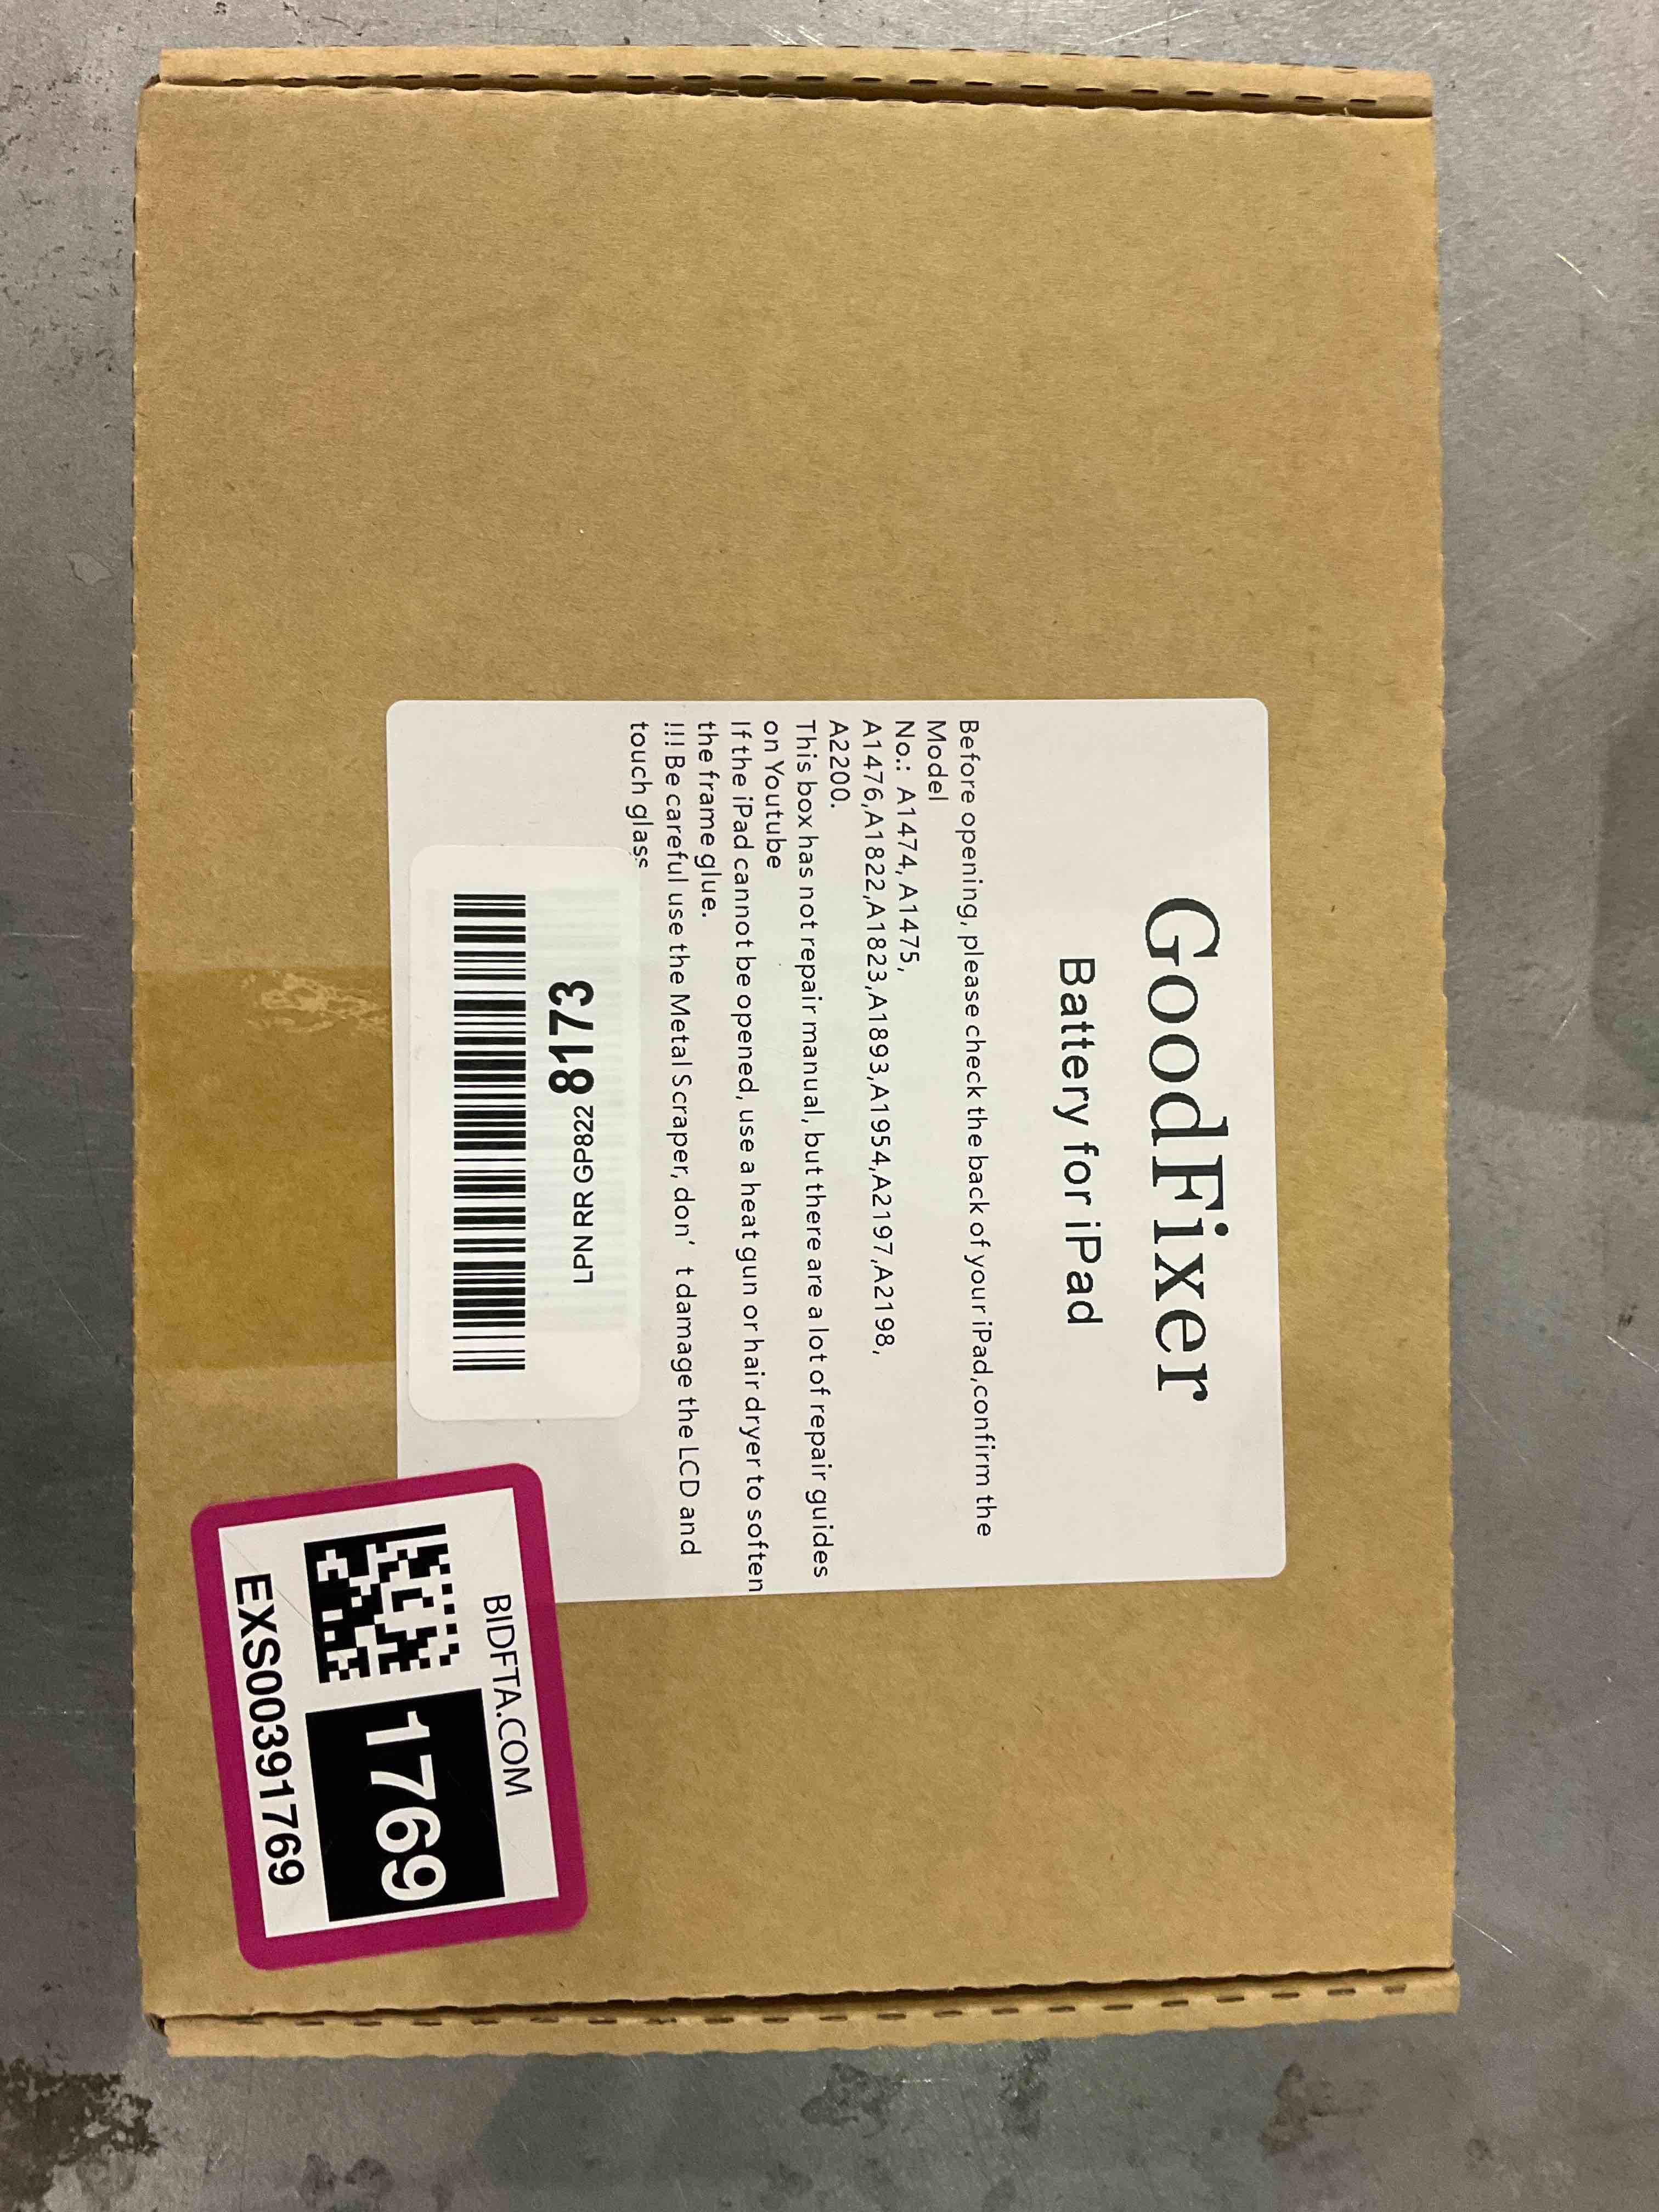 GoodFixer
Battery for iPad
Before opening, please check the back of your iPad,confirm the
Model
No.: A1474, A1475,
A1476,A1822,A1823,A1893,A1954,A2197,A2198,
A2200.
This box has not repair manual, but there are a lot of repair guides
on Youtube
If the iPad cannot be opened, use a heat gun or hair dryer to soften
the frame glue.
!!! Be careful use the Metal Scraper, don't damage the LCD and
touch glass
LPN RR GP822 8173
BIDFTA.COM
1769
EXS00391769